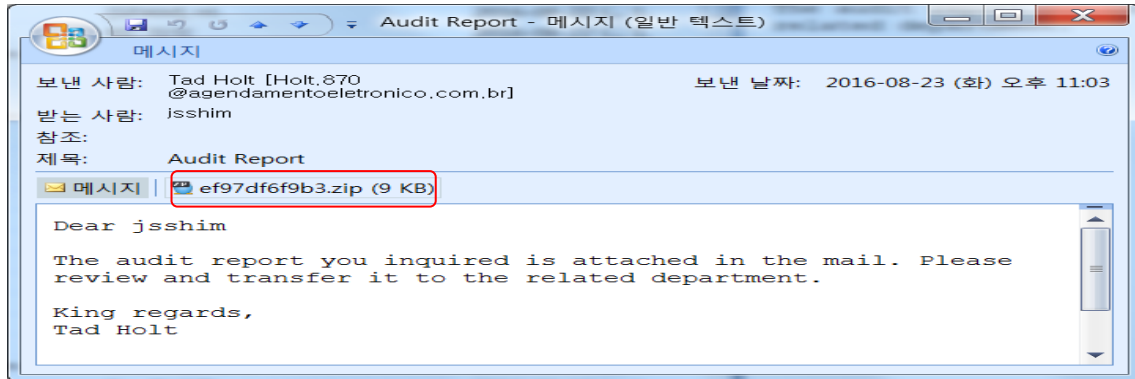 Audit Report - 메시지 (일반 텍스트)
메시지
보낸 사람: Tad Holt [Holt.870
@agendamentoeletronico.com.br]
보낸 날짜: 2016-08-23 (화) 오후 11:03
받는 사람: jsshim
참조:
제목: Audit Report
메시지 ef97df6f9b3.zip (9 KB)
Dear jsshim
The audit report you inquired is attached in the mail. Please
review and transfer it to the related department.
King regards,
Tad Holt